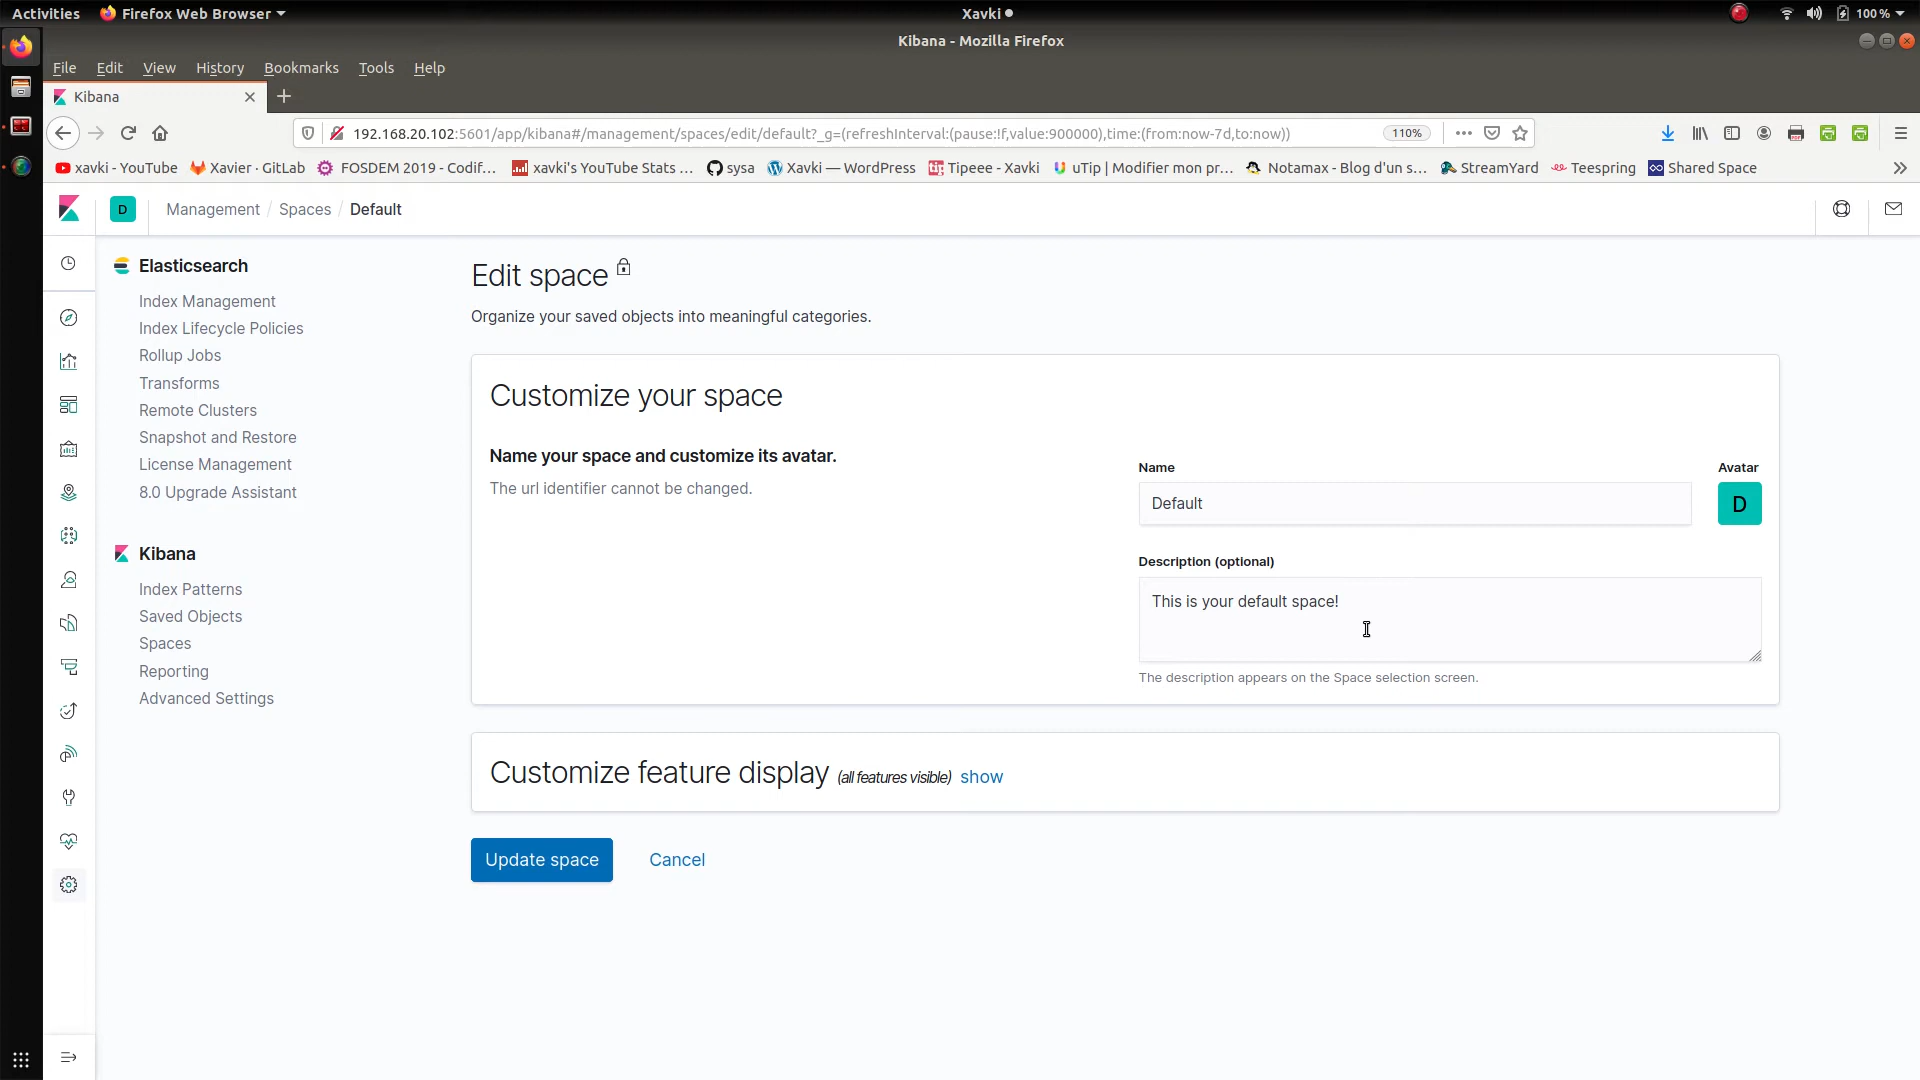 Activities Firefox Web Browser Xavki 100 %
Kibana - Mozilla Firefox
File Edit View History Bookmarks Tools Help
Kibana
192.168.20.102:5601/app/kibana#/management/spaces/edit/default?_g=(refreshInterval:(pause:!f,value:900000),time:(from:now-7d,to:now)) 110%
xavki - YouTube Xavier · GitLab FOSDEM 2019 - Codif... xavki's YouTube Stats ... sysa Xavki — WordPress Tipeee - Xavki uTip | Modifier mon pr... Notamax - Blog d'un s... StreamYard Teespring Shared Space
D Management / Spaces / Default
Elasticsearch
Index Management
Index Lifecycle Policies
Rollup Jobs
Transforms
Remote Clusters
Snapshot and Restore
License Management
8.0 Upgrade Assistant
Kibana
Index Patterns
Saved Objects
Spaces
Reporting
Advanced Settings
Edit space
Organize your saved objects into meaningful categories.
Customize your space
Name your space and customize its avatar.
The url identifier cannot be changed.
Name Avatar
Default D
Description (optional)
This is your default space!
The description appears on the Space selection screen.
Customize feature display (all features visible) show
Update space Cancel